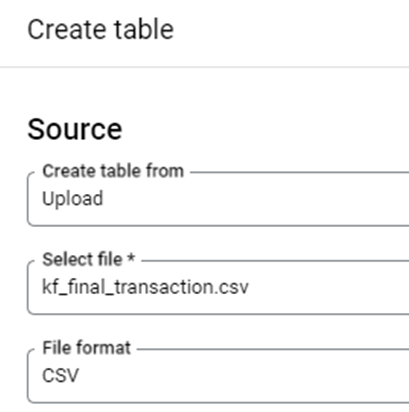 Create table
Source
Create table from
Upload
Select file *
kf_final_transaction.csv
File format
CSV